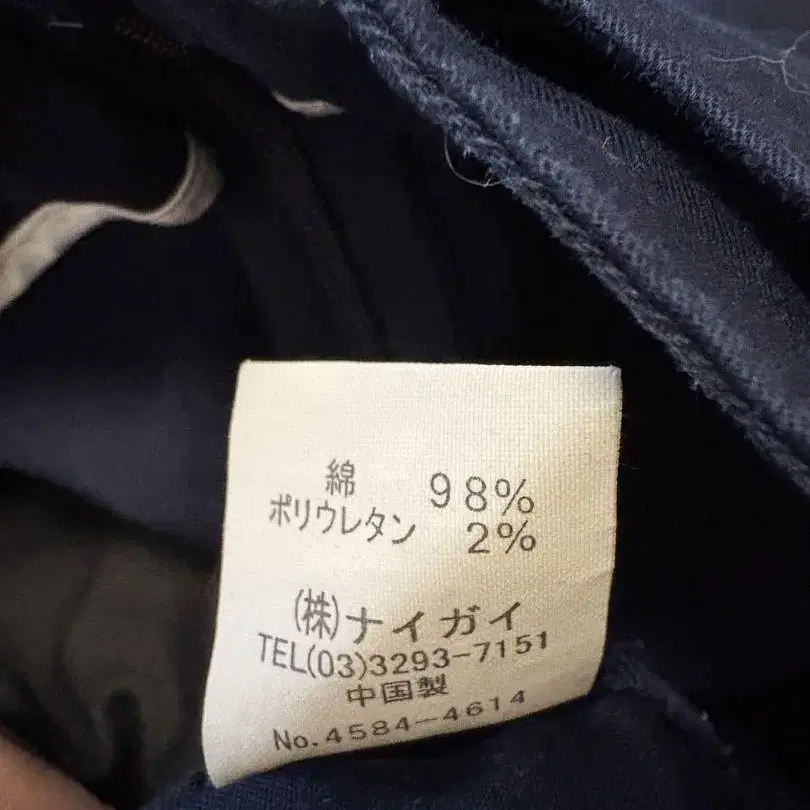 綿 98%
ポリウレタン 2%
(株)ナイガイ
TEL(03)3293-7151
中国製
No.4584-4614